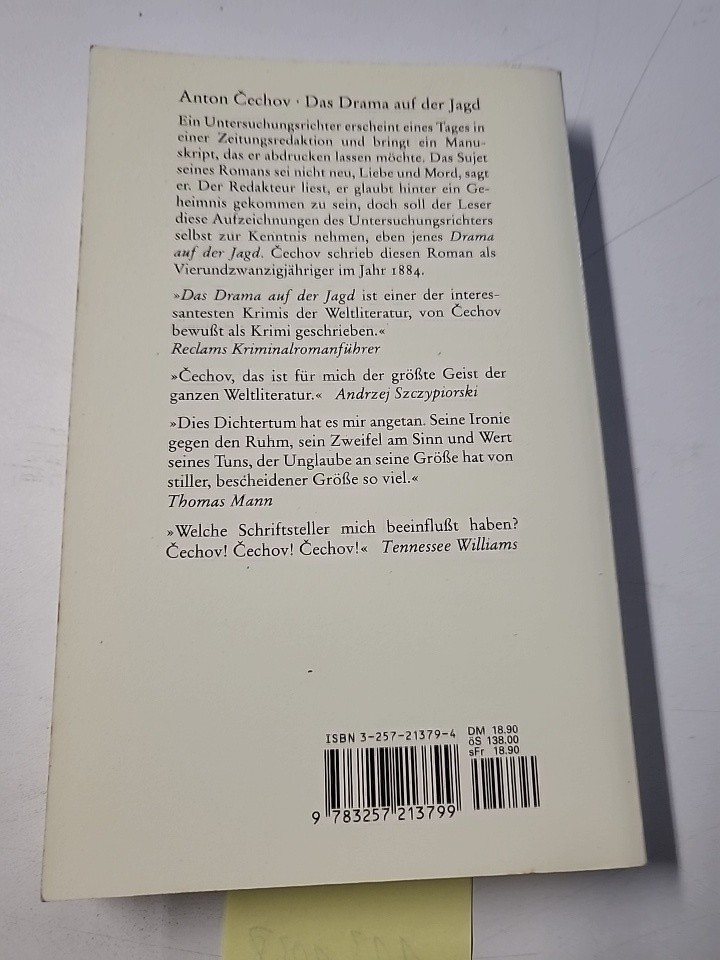 Anton Čechov · Das Drama auf der Jagd
Ein Untersuchungsrichter erscheint eines Tages in
einer Zeitungsredaktion und bringt ein Manu-
skript, das er abdrucken lassen möchte. Das Sujet
seines Romans sei nicht neu, Liebe und Mord, sagt
er. Der Redakteur liest, er glaubt hinter ein Ge-
heimnis gekommen zu sein, doch soll der Leser
diese Aufzeichnungen des Untersuchungsrichters
selbst zur Kenntnis nehmen, eben jenes Drama
auf der Jagd. Čechov schrieb diesen Roman als
Vierundzwanzigjähriger im Jahr 1884.
»Das Drama auf der Jagd ist einer der interes-
santesten Krimis der Weltliteratur, von Čechov
bewußt als Krimi geschrieben.«
Reclams Kriminalromanführer
»Čechov, das ist für mich der größte Geist der
ganzen Weltliteratur.« Andrzej Szczypiorski
»Dies Dichtertum hat es mir angetan. Seine Ironie
gegen den Ruhm, sein Zweifel am Sinn und Wert
seines Tuns, der Unglaube an seine Größe hat von
stiller, bescheidener Größe so viel.«
Thomas Mann
»Welche Schriftsteller mich beeinflußt haben?
Čechov! Čechov! Čechov!« Tennessee Williams
ISBN 3-257-21379-4
DM 18.90
öS 138.00
sFr 18.90
9 783257 213799